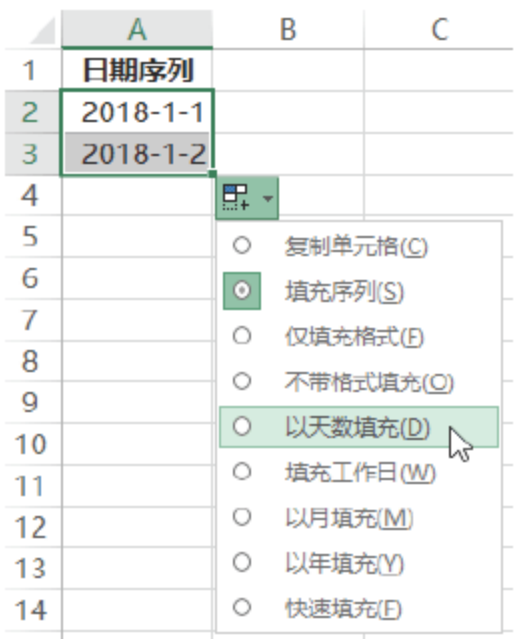 A B C
1 日期序列
2 2018-1-1
3 2018-1-2
4
5 复制单元格(C)
6 填充序列(S)
7 仅填充格式(F)
8 不带格式填充(O)
9 以天数填充(D)
10 填充工作日(W)
11 以月填充(M)
12 以年填充(Y)
13 快速填充(F)
14